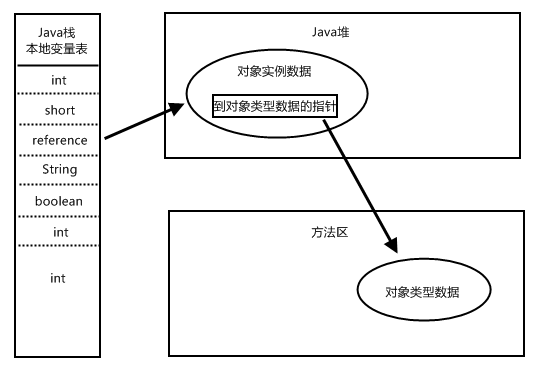 Java栈
本地变量表
int
short
reference
String
boolean
int
int
Java堆
对象实例数据
到对象类型数据的指针
方法区
对象类型数据